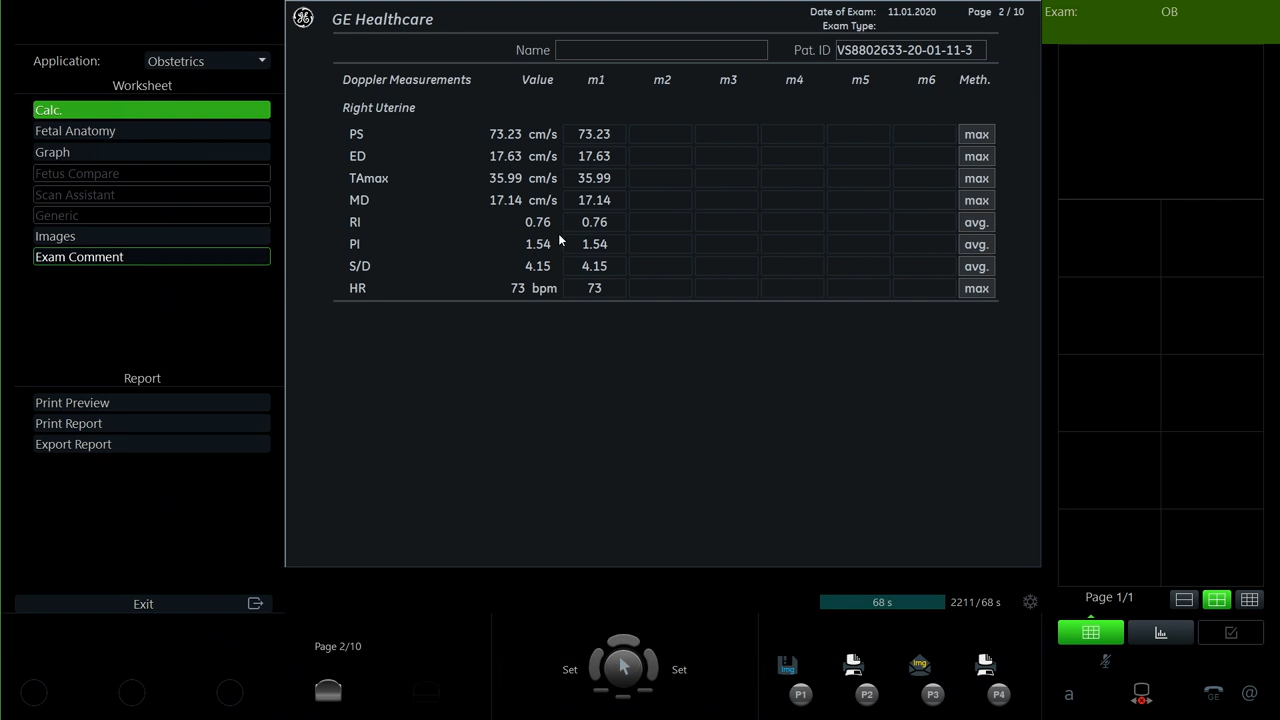 GE Healthcare
Date of Exam: 11.01.2020 Page 2 / 10
Exam Type:
Exam: OB
Name Pat. ID VS8802633-20-01-11-3
Application: Obstetrics
Worksheet
Calc.
Fetal Anatomy
Graph
Fetus Compare
Scan Assistant
Generic
Images
Exam Comment
Report
Print Preview
Print Report
Export Report
Exit
Doppler Measurements Value m1 m2 m3 m4 m5 m6 Meth.
Right Uterine
PS 73.23 cm/s 73.23 max
ED 17.63 cm/s 17.63 max
TAmax 35.99 cm/s 35.99 max
MD 17.14 cm/s 17.14 max
RI 0.76 0.76 avg.
PI 1.54 1.54 avg.
S/D 4.15 4.15 avg.
HR 73 bpm 73 max
68 s 2211/68 s
Page 1/1
Page 2/10
Set Set
Img Img
P1 P2 P3 P4
a GE @